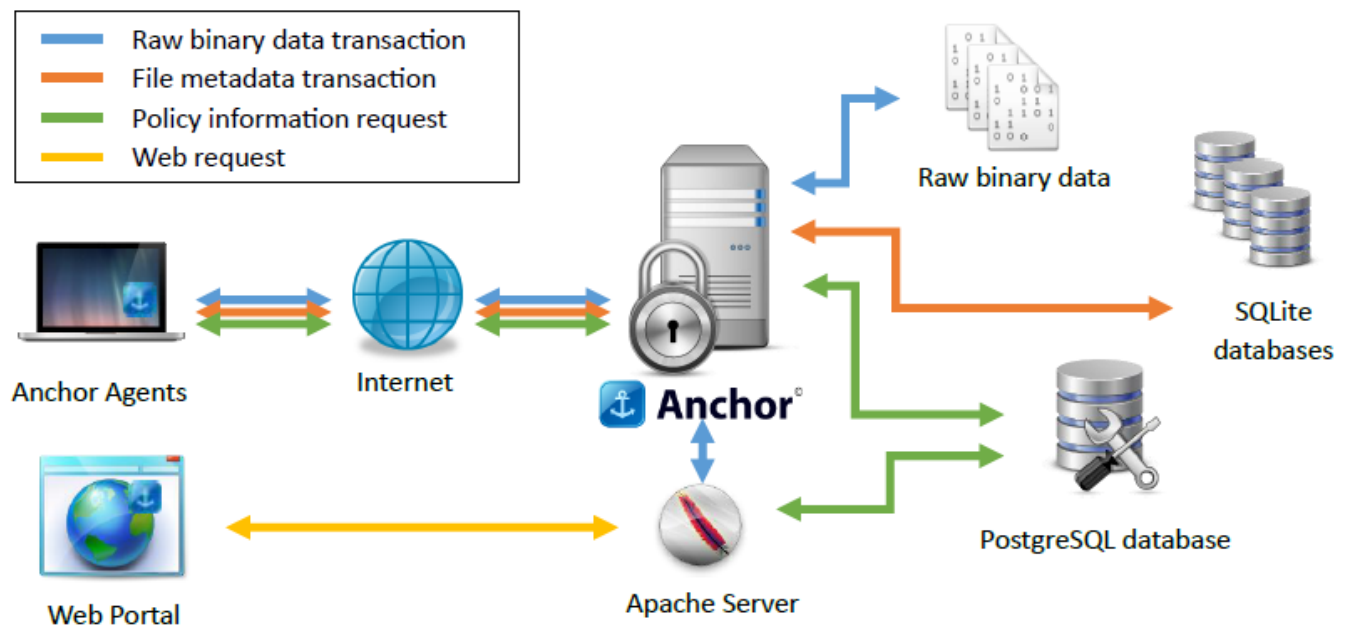 Raw binary data transaction
File metadata transaction
Policy information request
Web request
Raw binary data
SQLite
databases
Anchor Agents
Internet
Anchor©
PostgreSQL database
Web Portal
Apache Server